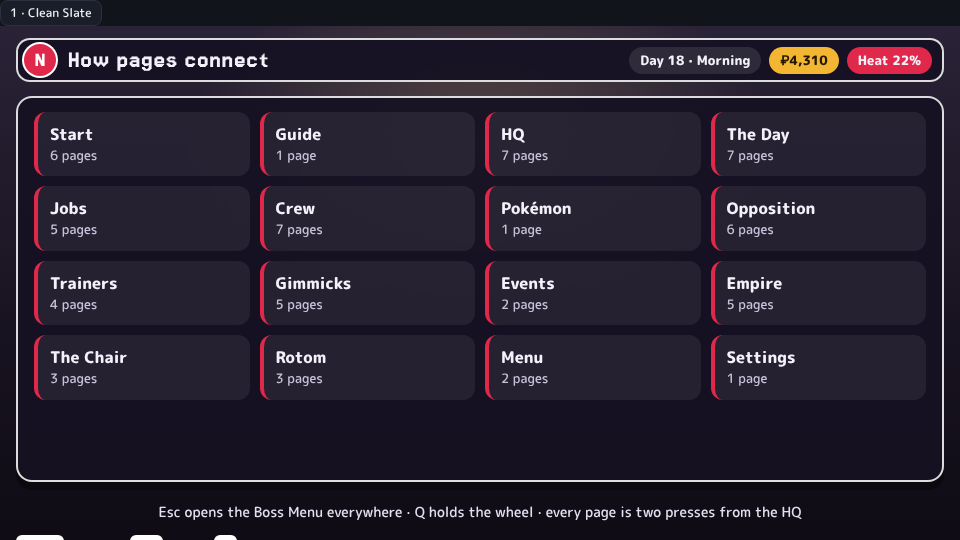 1 · Clean Slate
N How pages connect Day 18 · Morning ₽4,310 Heat 22%
Start Guide HQ The Day
6 pages 1 page 7 pages 7 pages
Jobs Crew Pokémon Opposition
5 pages 7 pages 1 page 6 pages
Trainers Gimmicks Events Empire
4 pages 5 pages 2 pages 5 pages
The Chair Rotom Menu Settings
3 pages 3 pages 2 pages 1 page
Esc opens the Boss Menu everywhere · Q holds the wheel · every page is two presses from the HQ